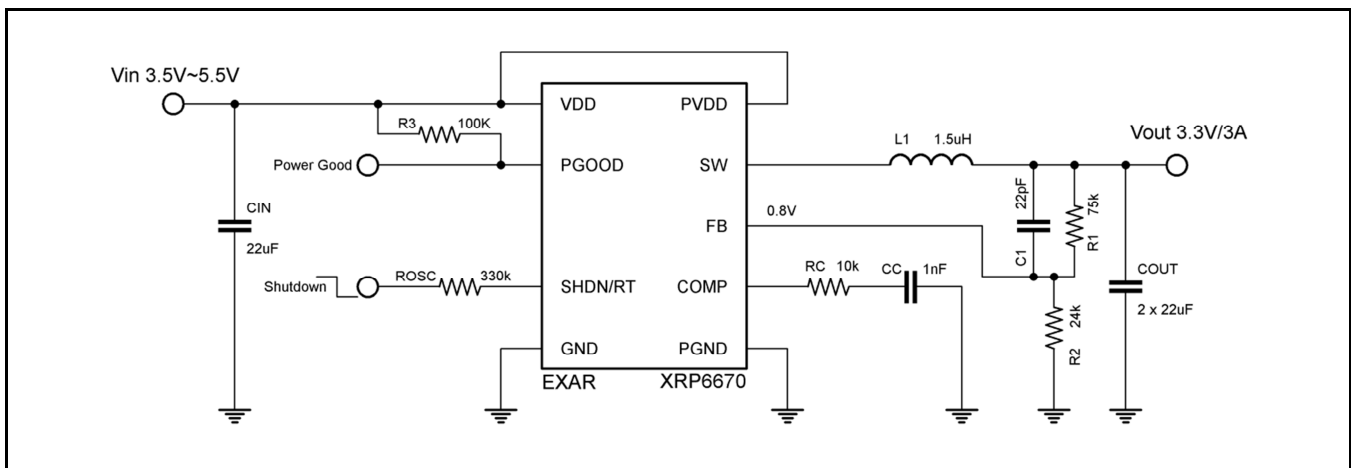 Vin 3.5V~5.5V
R3 100K
Power Good
CIN
22uF
Shutdown
ROSC 330k
VDD
PGOOD
SHDN/RT
GND
PVDD
SW
FB
COMP
PGND
EXAR XRP6670
L1 1.5uH
Vout 3.3V/3A
0.8V
22pF
C1
75k
R1
RC 10k
CC 1nF
24k
R2
COUT
2 x 22uF